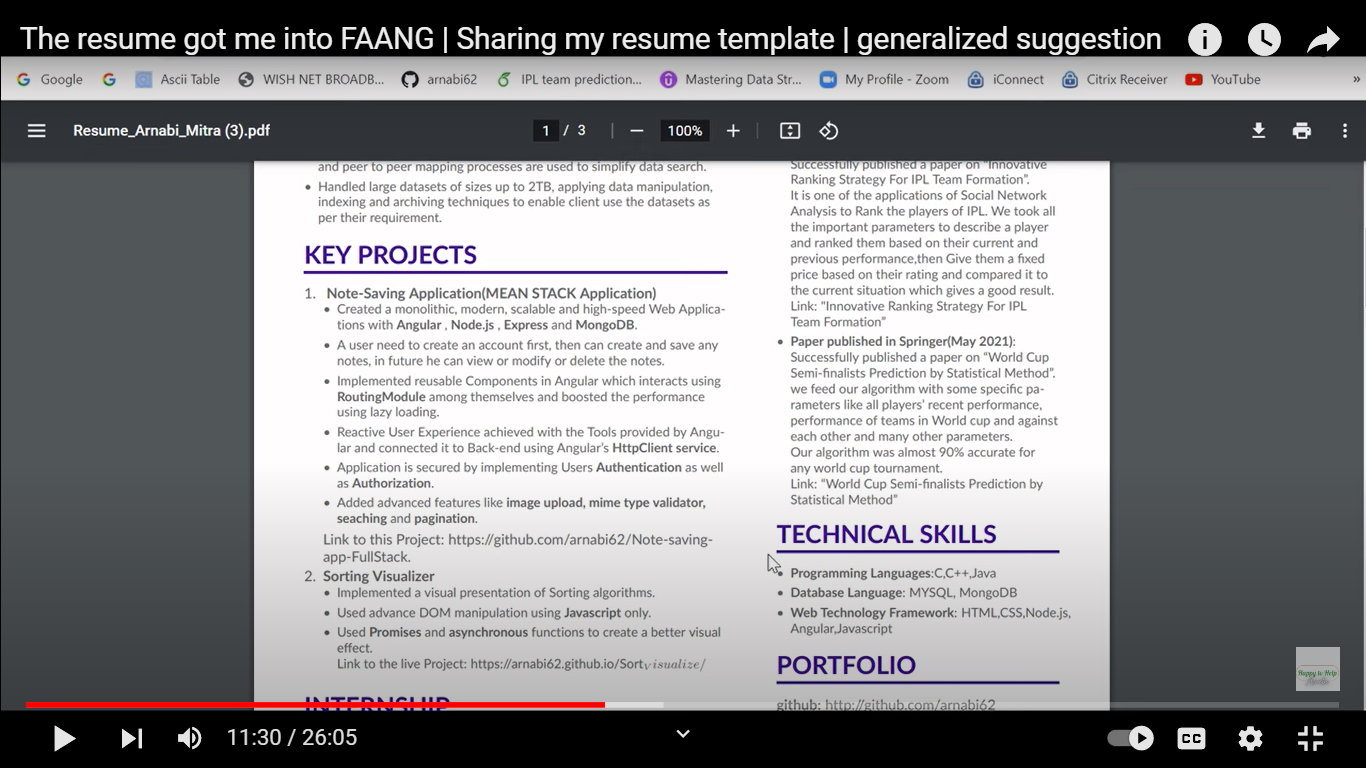 The resume got me into FAANG | Sharing my resume template | generalized suggestion
Google
Ascii Table
WISH NET BROADB...
arnabi62
IPL team prediction...
Mastering Data Str...
My Profile - Zoom
iConnect
Citrix Receiver
YouTube
»
Resume_Arnabi_Mitra (3).pdf
1 / 3
100%
and peer to peer mapping processes are used to simplify data search.
• Handled large datasets of sizes up to 2TB, applying data manipulation,
indexing and archiving techniques to enable client use the datasets as
per their requirement.
KEY PROJECTS
1. Note-Saving Application(MEAN STACK Application)
• Created a monolithic, modern, scalable and high-speed Web Applica-
tions with Angular , Node.js , Express and MongoDB.
• A user need to create an account first, then can create and save any
notes, in future he can view or modify or delete the notes.
• Implemented reusable Components in Angular which interacts using
RoutingModule among themselves and boosted the performance
using lazy loading.
• Reactive User Experience achieved with the Tools provided by Angu-
lar and connected it to Back-end using Angular's HttpClient service.
• Application is secured by implementing Users Authentication as well
as Authorization.
• Added advanced features like image upload, mime type validator,
seaching and pagination.
Link to this Project: https://github.com/arnabi62/Note-saving-
app-FullStack.
2. Sorting Visualizer
• Implemented a visual presentation of Sorting algorithms.
• Used advance DOM manipulation using Javascript only.
• Used Promises and asynchronous functions to create a better visual
effect.
Link to the live Project: https://arnabi62.github.io/SortVisualize/
INTERNSHIP
Successfully published a paper on "Innovative
Ranking Strategy For IPL Team Formation".
It is one of the applications of Social Network
Analysis to Rank the players of IPL. We took all
the important parameters to describe a player
and ranked them based on their current and
previous performance,then Give them a fixed
price based on their rating and compared it to
the current situation which gives a good result.
Link: "Innovative Ranking Strategy For IPL
Team Formation"
• Paper published in Springer(May 2021):
Successfully published a paper on "World Cup
Semi-finalists Prediction by Statistical Method".
we feed our algorithm with some specific pa-
rameters like all players' recent performance,
performance of teams in World cup and against
each other and many other parameters.
Our algorithm was almost 90% accurate for
any world cup tournament.
Link: "World Cup Semi-finalists Prediction by
Statistical Method"
TECHNICAL SKILLS
• Programming Languages:C,C++,Java
• Database Language: MYSQL, MongoDB
• Web Technology Framework: HTML,CSS,Node.js,
Angular,Javascript
PORTFOLIO
github: http://github.com/arnabi62
Happy to Help
11:30 / 26:05
CC